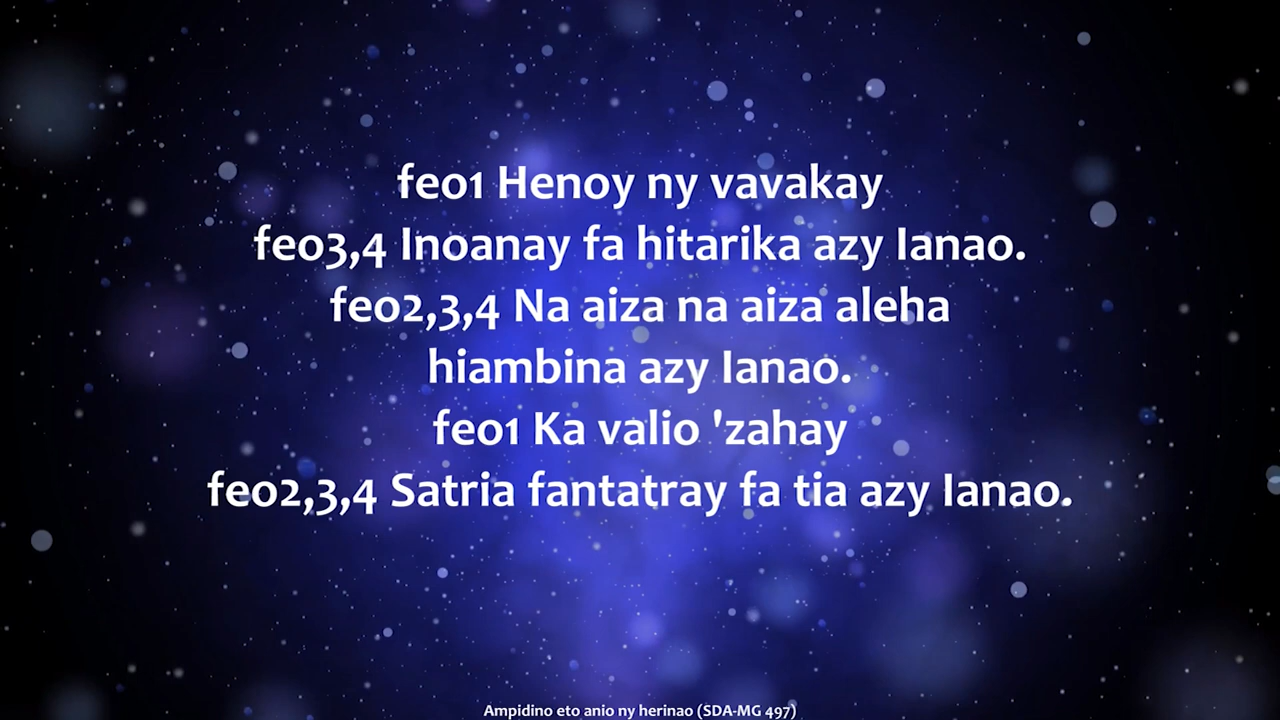 feo1 Henoy ny vavakay
feo3,4 Inoanay fa hitarika azy Ianao.
feo2,3,4 Na aiza na aiza aleha
hiambina azy Ianao.
feo1 Ka valio 'zahay
feo2,3,4 Satria fantatray fa tia azy Ianao.
Ampidino eto anio ny herinao (SDA-MG 497)